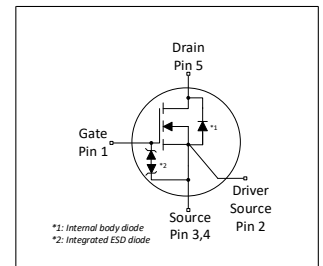 Drain
Pin 5
*1
Gate
Pin 1
*2
Driver
Source
Pin 2
Source
Pin 3,4
*1: Internal body diode
*2: Integrated ESD diode